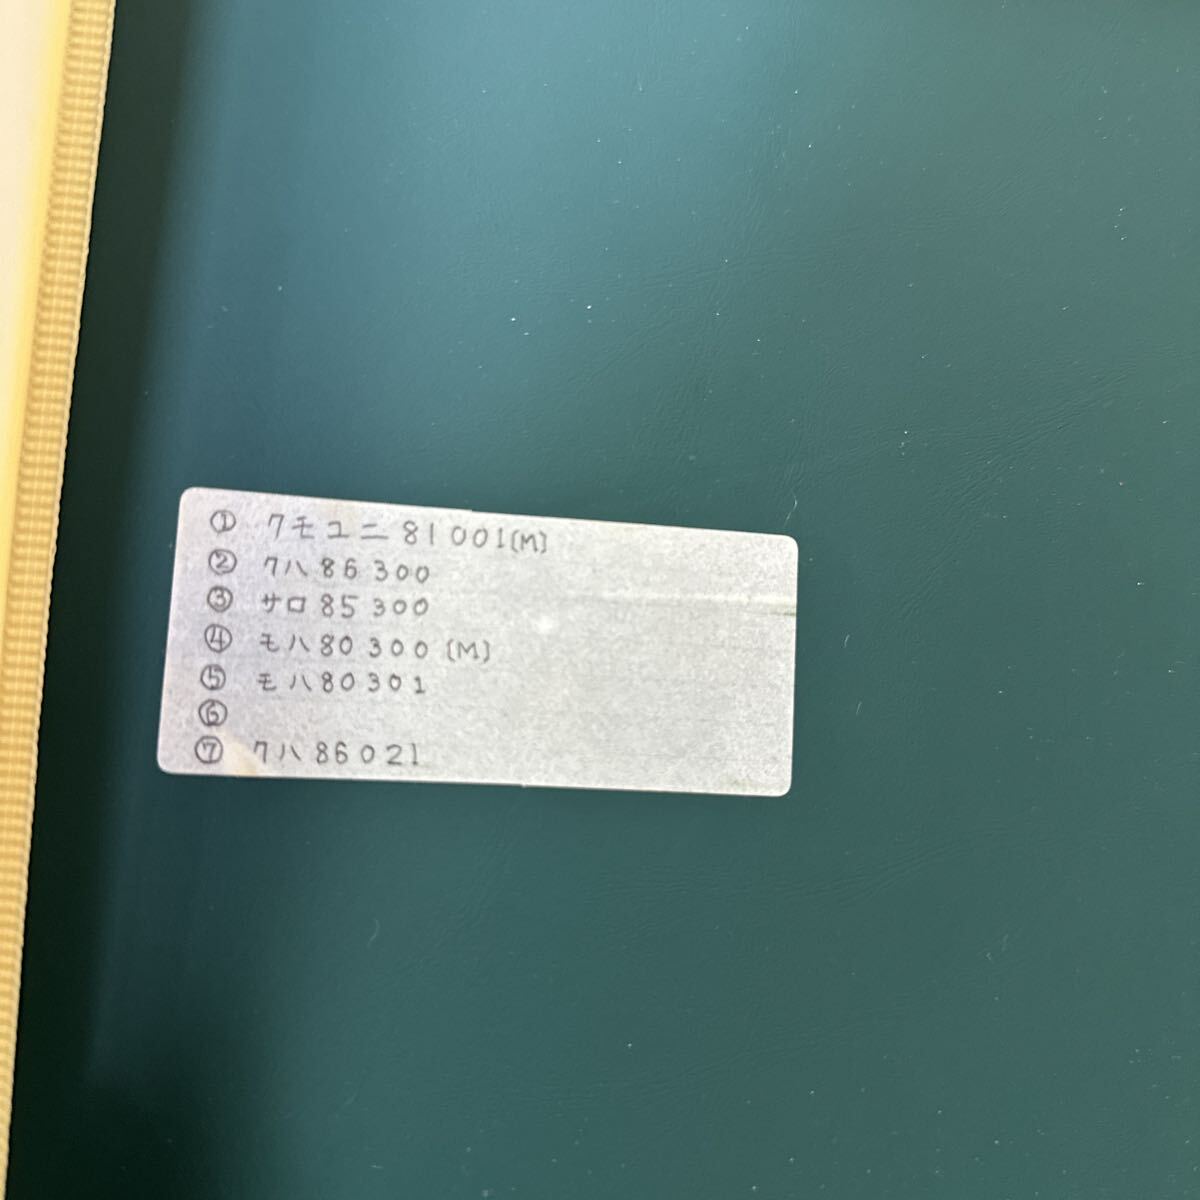 ① クモユニ81001〔M〕
② クハ86300
③ サロ85300
④ モハ80300〔M〕
⑤ モハ80301
⑥
⑦ クハ86021